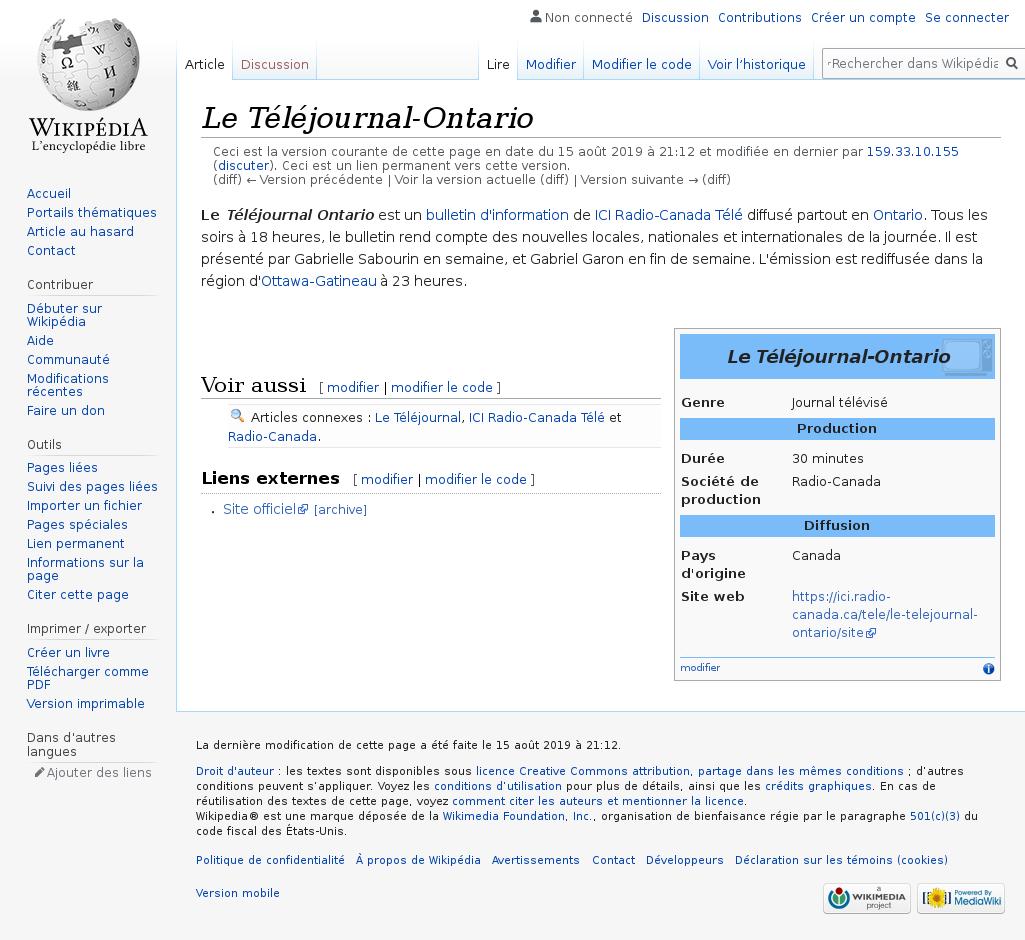 Non connecté Discussion Contributions Créer un compte Se connecter
Article Discussion Lire Modifier Modifier le code Voir l’historique Rechercher dans Wikipédia
WIKIPÉDIA
L'encyclopédie libre
Accueil
Portails thématiques
Article au hasard
Contact
Contribuer
Débuter sur
Wikipédia
Aide
Communauté
Modifications
récentes
Faire un don
Outils
Pages liées
Suivi des pages liées
Importer un fichier
Pages spéciales
Lien permanent
Informations sur la
page
Citer cette page
Imprimer / exporter
Créer un livre
Télécharger comme
PDF
Version imprimable
Dans d'autres
langues
Ajouter des liens
Le Téléjournal-Ontario
Ceci est la version courante de cette page en date du 15 août 2019 à 21:12 et modifiée en dernier par 159.33.10.155
(discuter). Ceci est un lien permanent vers cette version.
(diff) ← Version précédente | Voir la version actuelle (diff) | Version suivante → (diff)
Le Téléjournal Ontario est un bulletin d'information de ICI Radio-Canada Télé diffusé partout en Ontario. Tous les
soirs à 18 heures, le bulletin rend compte des nouvelles locales, nationales et internationales de la journée. Il est
présenté par Gabrielle Sabourin en semaine, et Gabriel Garon en fin de semaine. L'émission est rediffusée dans la
région d'Ottawa-Gatineau à 23 heures.
Voir aussi [ modifier | modifier le code ]
Articles connexes : Le Téléjournal, ICI Radio-Canada Télé et
Radio-Canada.
Liens externes [ modifier | modifier le code ]
Site officiel [archive]
Le Téléjournal-Ontario
Genre Journal télévisé
Production
Durée 30 minutes
Société de Radio-Canada
production
Diffusion
Pays Canada
d'origine
Site web https://ici.radio-
canada.ca/tele/le-telejournal-
ontario/site
modifier
La dernière modification de cette page a été faite le 15 août 2019 à 21:12.
Droit d'auteur : les textes sont disponibles sous licence Creative Commons attribution, partage dans les mêmes conditions ; d’autres
conditions peuvent s’appliquer. Voyez les conditions d’utilisation pour plus de détails, ainsi que les crédits graphiques. En cas de
réutilisation des textes de cette page, voyez comment citer les auteurs et mentionner la licence.
Wikipedia® est une marque déposée de la Wikimedia Foundation, Inc., organisation de bienfaisance régie par le paragraphe 501(c)(3) du
code fiscal des États-Unis.
Politique de confidentialité À propos de Wikipédia Avertissements Contact Développeurs Déclaration sur les témoins (cookies)
Version mobile
a
WIKIMEDIA
project
Powered By
MediaWiki